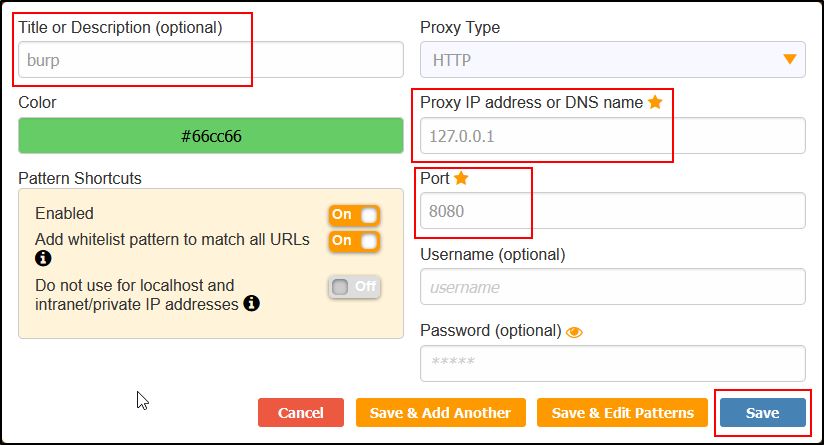 Title or Description (optional)
burp
Color
#66cc66
Pattern Shortcuts
Enabled
On
Add whitelist pattern to match all URLs
On
Do not use for localhost and
intranet/private IP addresses
Off
Proxy Type
HTTP
Proxy IP address or DNS name
127.0.0.1
Port
8080
Username (optional)
username
Password (optional)
*****
Cancel
Save & Add Another
Save & Edit Patterns
Save